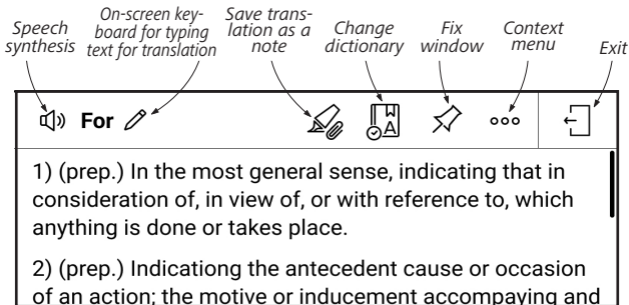 Speech
synthesis
On-screen key-
board for typing
text for translation
Save trans-
lation as a
note
Change
dictionary
Fix
window
Context
menu
Exit
For
A
1) (prep.) In the most general sense, indicating that in
consideration of, in view of, or with reference to, which
anything is done or takes place.
2) (prep.) Indicationg the antecedent cause or occasion
of an action; the motive or inducement accompaying and